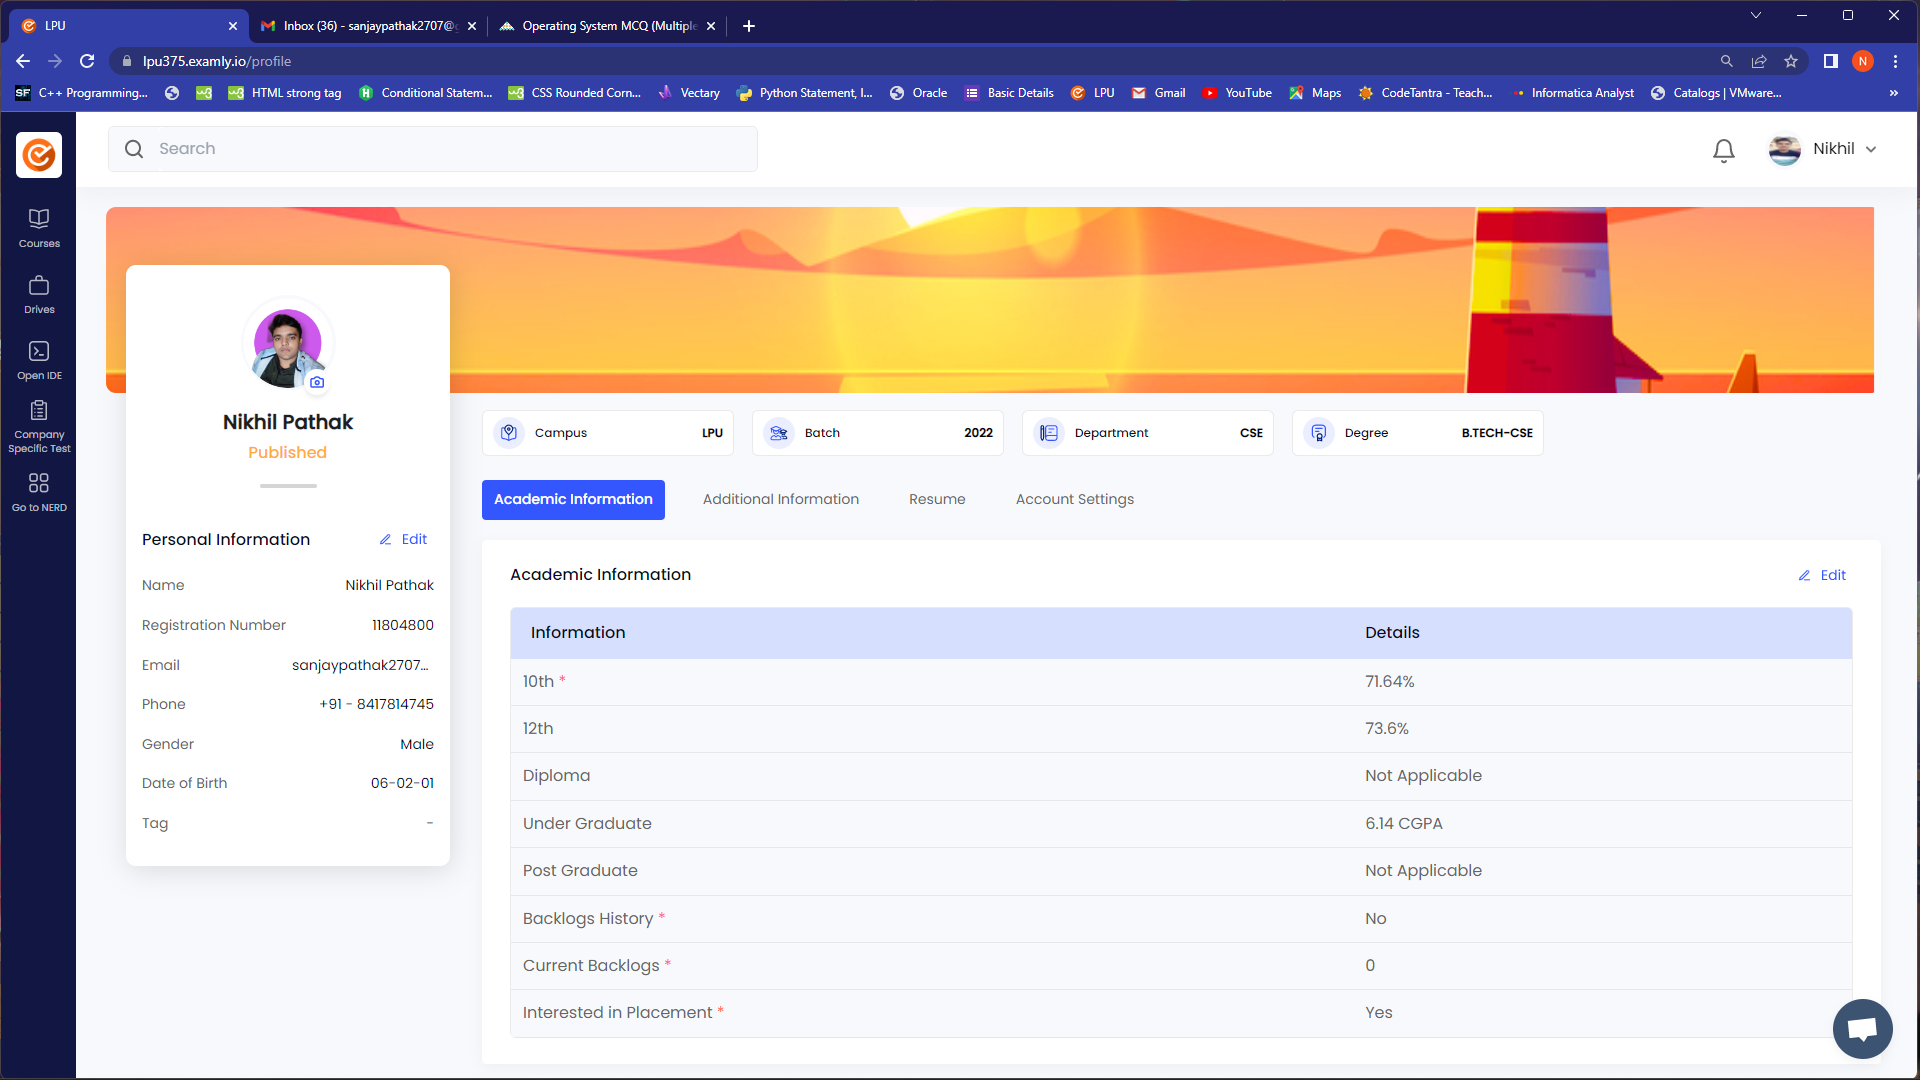 LPU
Inbox (36) - sanjaypathak2707@
Operating System MCQ (Multiple
lpu375.examly.io/profile
N
SF C++ Programming...
HTML strong tag
Conditional Statem...
CSS Rounded Corn...
Vectary
Python Statement, I...
Oracle
Basic Details
LPU
Gmail
YouTube
Maps
CodeTantra - Teach...
Informatica Analyst
Catalogs | VMware...
»
Search
Nikhil
Courses
Drives
Open IDE
Company
Specific Test
Go to NERD
Nikhil Pathak
Published
Personal Information Edit
Name Nikhil Pathak
Registration Number 11804800
Email sanjaypathak2707...
Phone +91 - 8417814745
Gender Male
Date of Birth 06-02-01
Tag -
Campus LPU
Batch 2022
Department CSE
Degree B.TECH-CSE
Academic Information Additional Information Resume Account Settings
Academic Information Edit
Information Details
10th * 71.64%
12th 73.6%
Diploma Not Applicable
Under Graduate 6.14 CGPA
Post Graduate Not Applicable
Backlogs History * No
Current Backlogs * 0
Interested in Placement * Yes